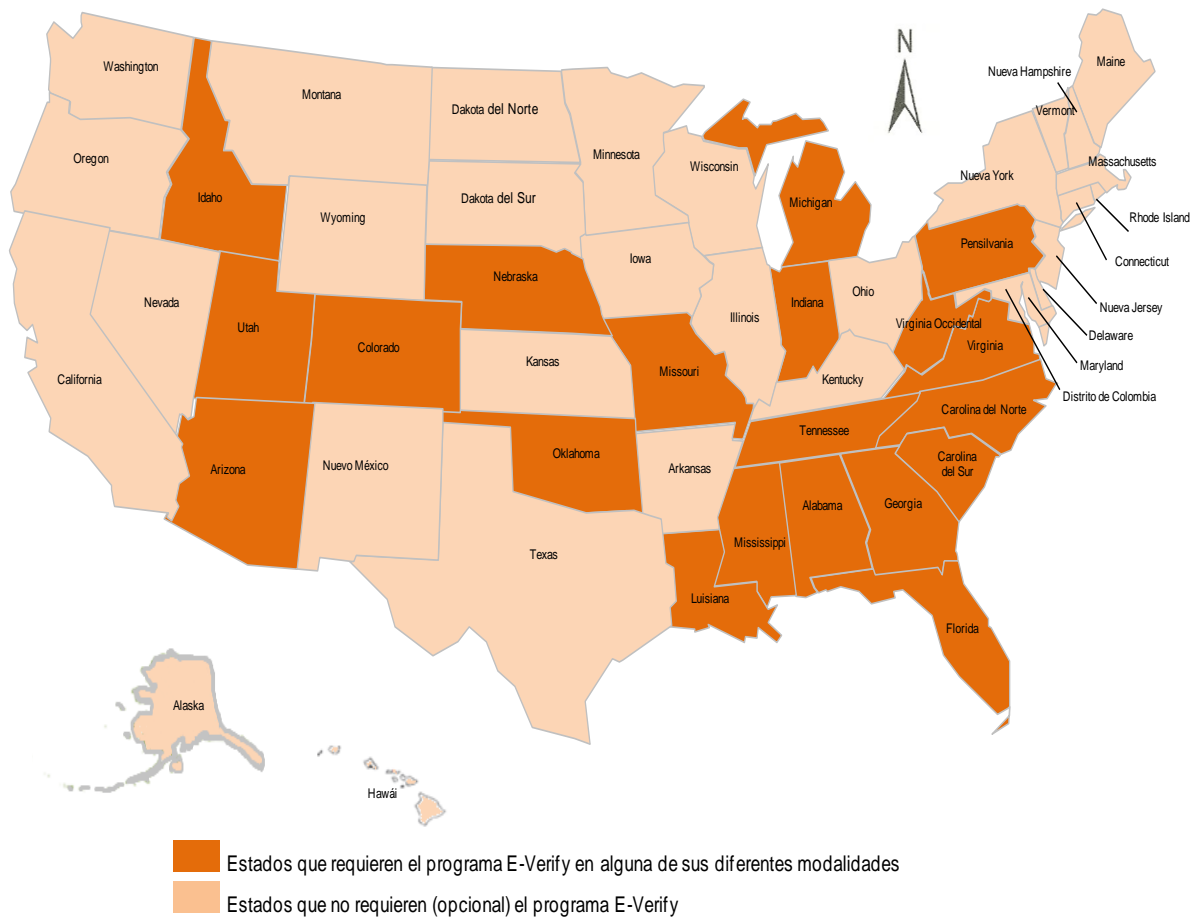 N
Washington
Montana
Dakota del Norte
Minnesota
Nueva Hampshire
Maine
Vermont
Oregon
Idaho
Wyoming
Dakota del Sur
Wisconsin
Michigan
Nueva York
Massachusetts
Rhode Island
Connecticut
Pensilvania
Nueva Jersey
Delaware
Maryland
Distrito de Colombia
Nevada
Utah
Colorado
Nebraska
Iowa
Illinois
Indiana
Ohio
Virginia Occidental
Virginia
California
Kansas
Missouri
Kentucky
Arizona
Nuevo México
Oklahoma
Arkansas
Tennessee
Carolina del Norte
Carolina
del Sur
Texas
Luisiana
Mississippi
Alabama
Georgia
Florida
Alaska
Hawái
Estados que requieren el programa E-Verify en alguna de sus diferentes modalidades
Estados que no requieren (opcional) el programa E-Verify